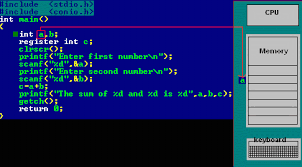 #include <stdio.h>
#include <conio.h>
int main()
{
int a,b;
register int c;
clrscr();
printf("Enter first number\n");
scanf("%d",&a);
printf("Enter second number\n");
scanf("%d",&b);
c=a+b;
printf("The sum of %d and %d is %d",a,b,c);
getch();
return 0;
}
CPU
Memory
a
Keyboard